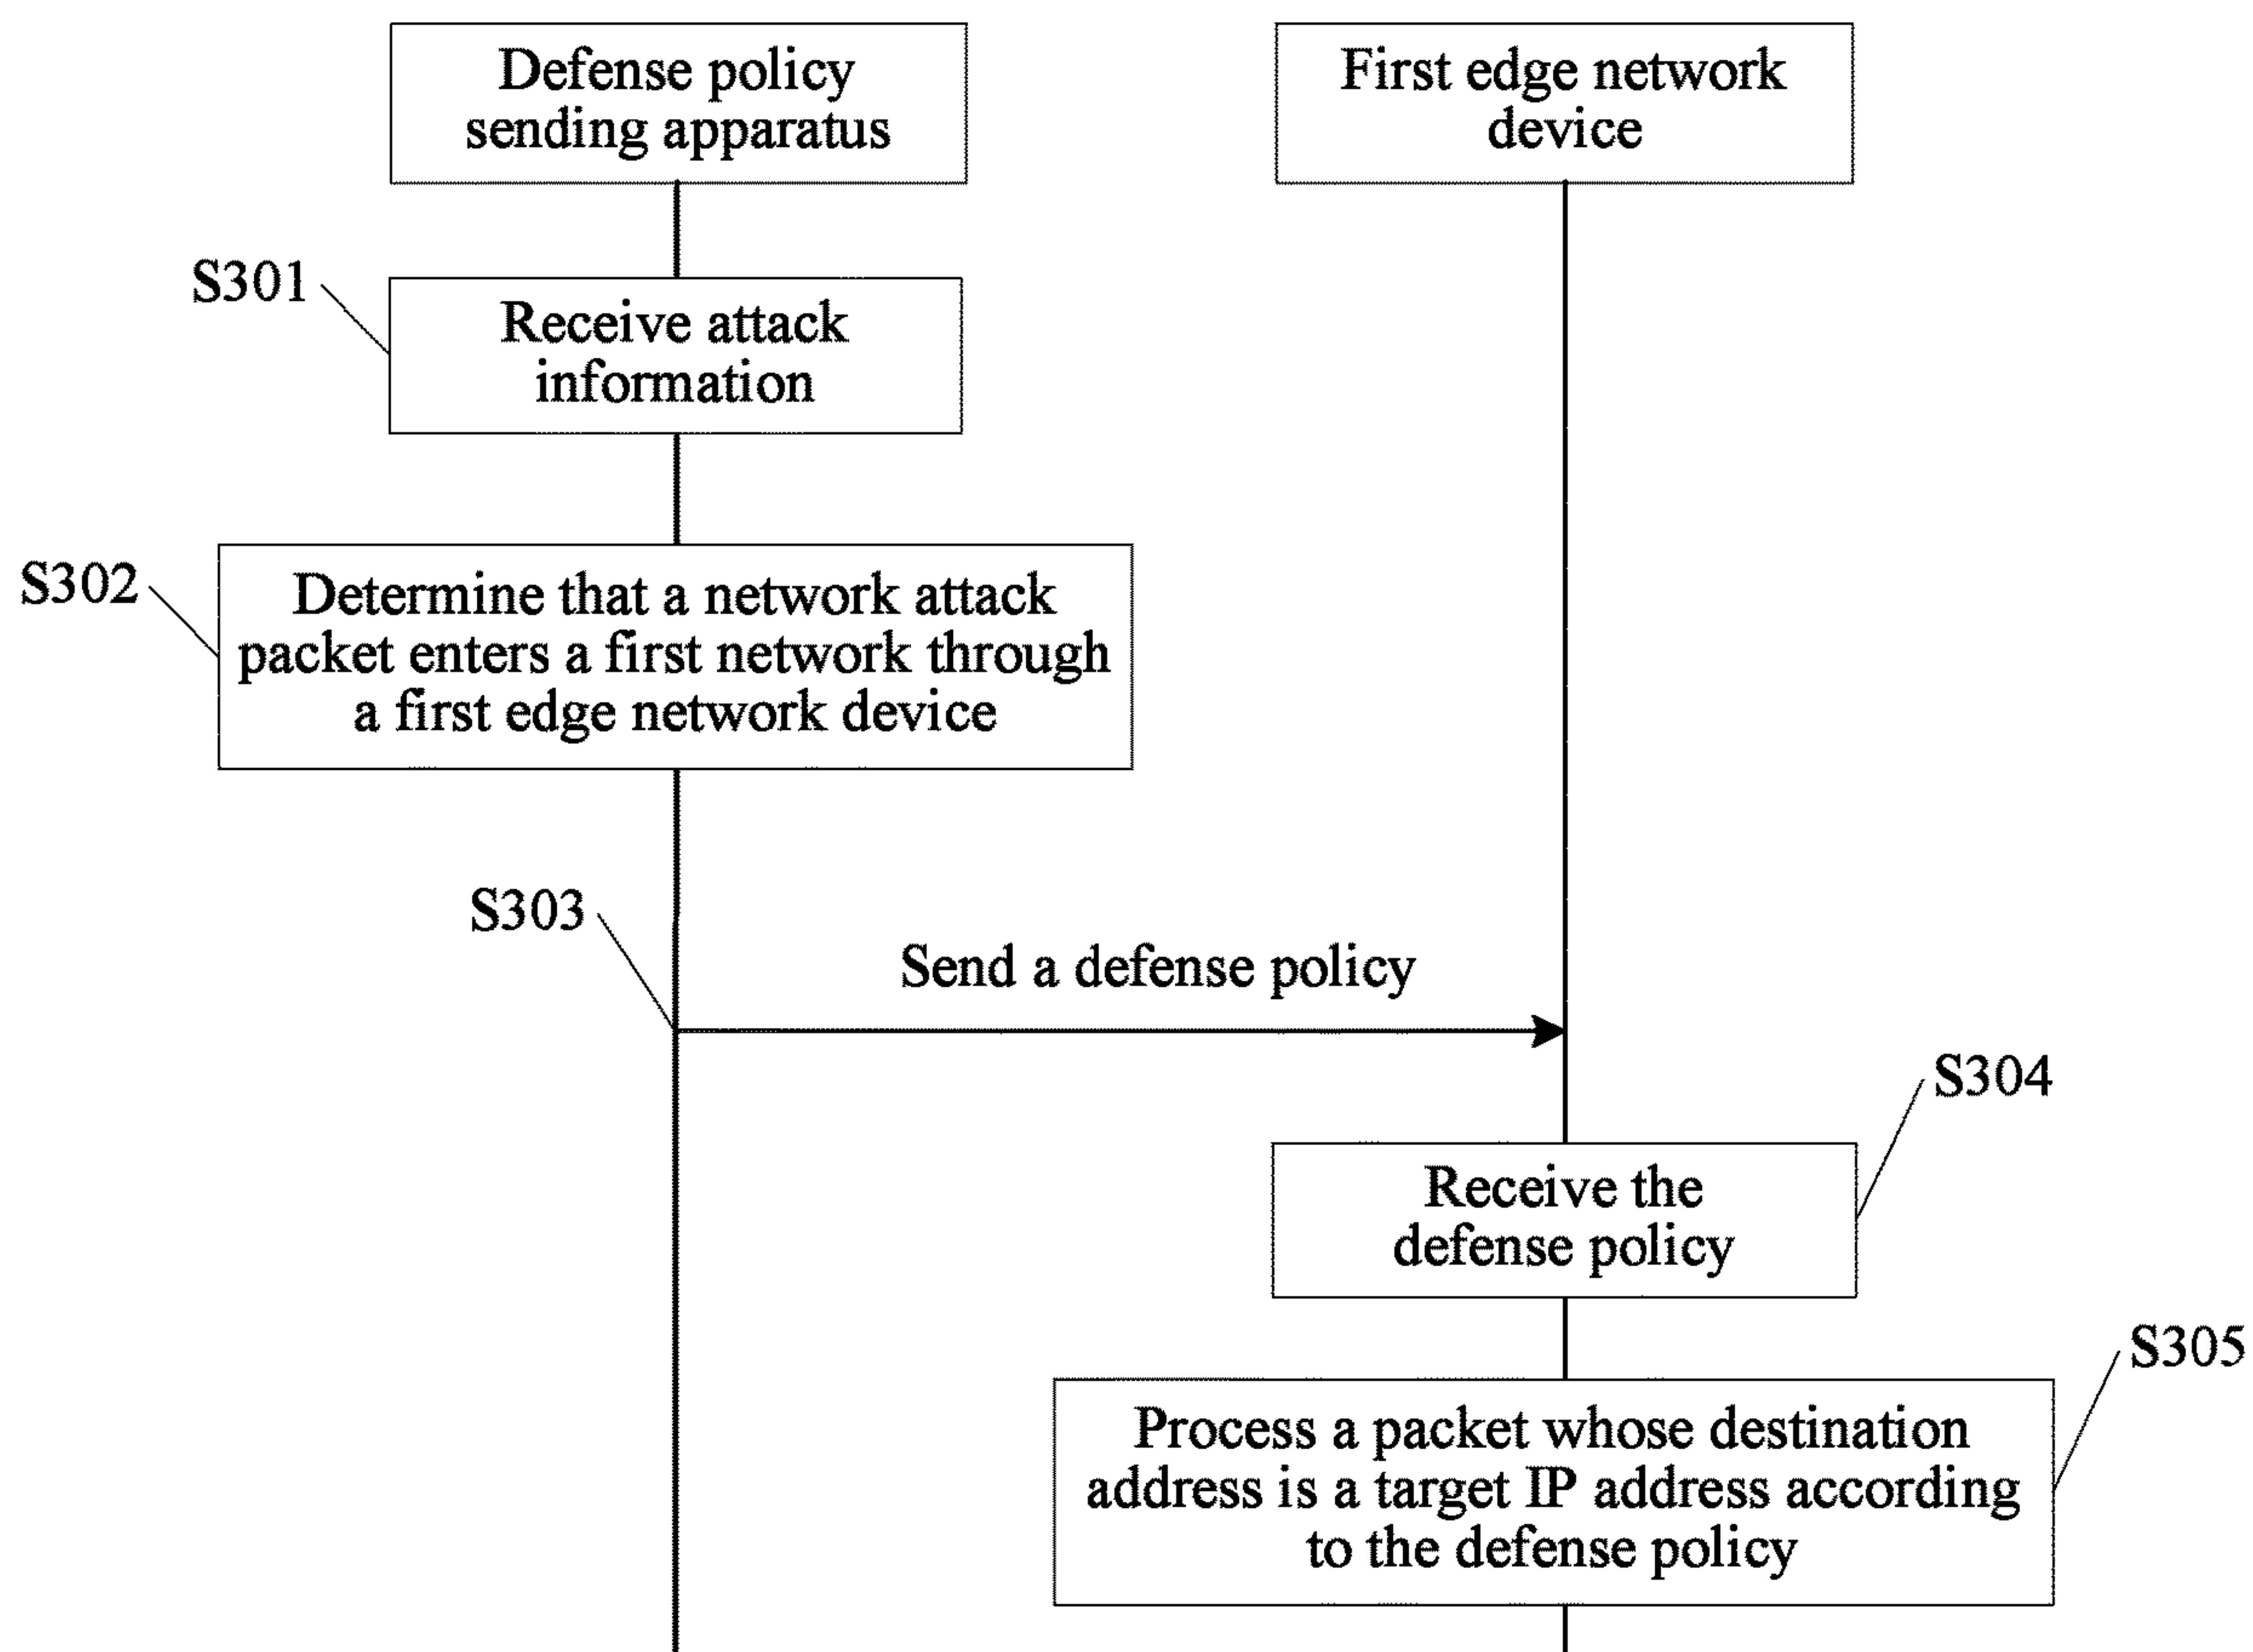 Defense policy
sending apparatus
First edge network
device
S301
Receive attack
information
S302
Determine that a network attack
packet enters a first network through
a first edge network device
S303
Send a defense policy
S304
Receive the
defense policy
S305
Process a packet whose destination
address is a target IP address according
to the defense policy